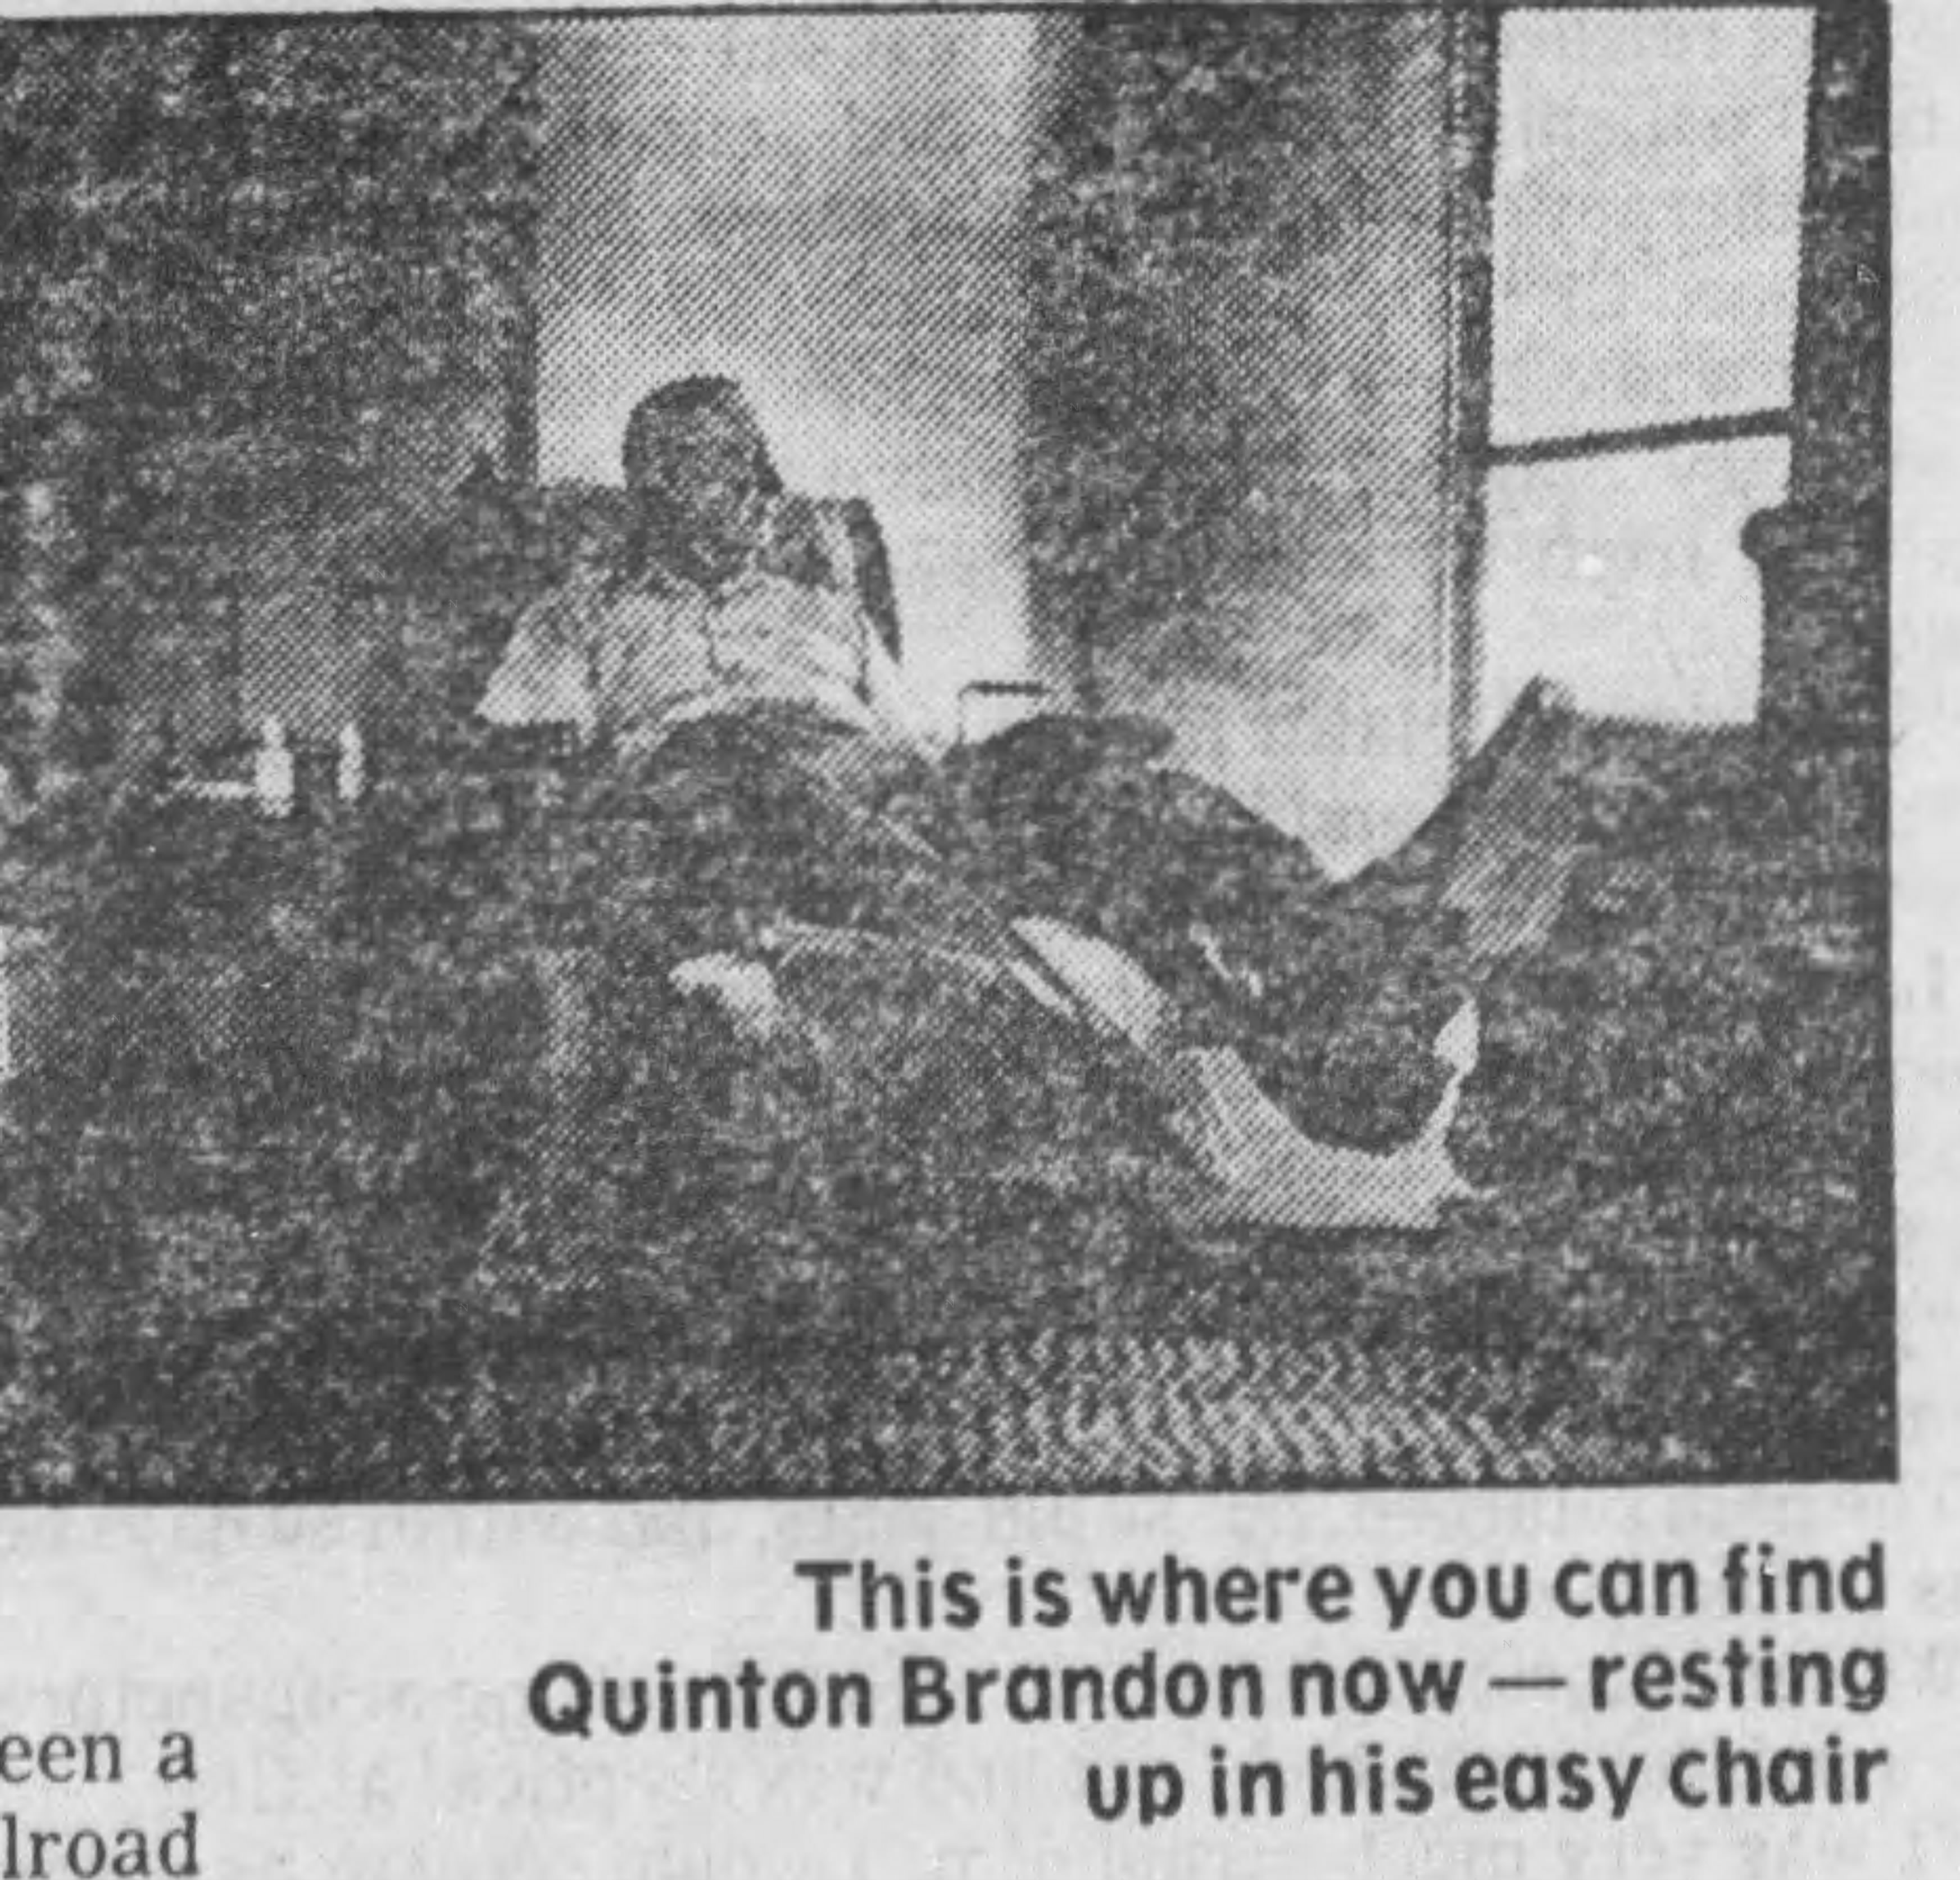 This is where you can find
Quinton Brandon now — resting
up in his easy chair
een a
lroad